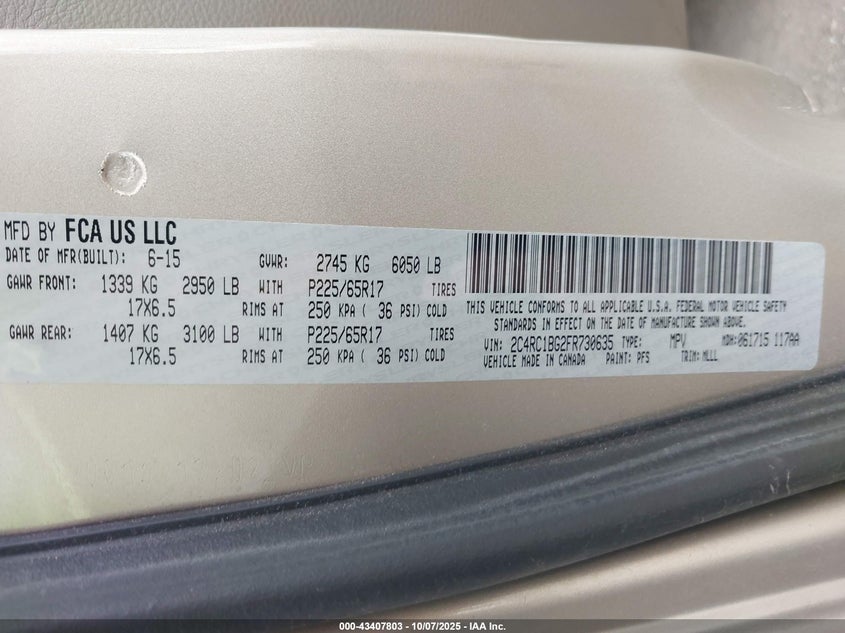 MFD BY FCA US LLC
DATE OF MFR(BUILT): 6-15 GVWR: 2745 KG 6050 LB
GAWR FRONT: 1339 KG 2950 LB WITH P225/65R17 TIRES
17X6.5 RIMS AT 250 KPA ( 36 PSI) COLD
GAWR REAR: 1407 KG 3100 LB WITH P225/65R17 TIRES
17X6.5 RIMS AT 250 KPA ( 36 PSI) COLD
THIS VEHICLE CONFORMS TO ALL APPLICABLE U.S.A. FEDERAL MOTOR VEHICLE SAFETY
STANDARDS IN EFFECT ON THE DATE OF MANUFACTURE SHOWN ABOVE.
VIN: 2C4RC1BG2FR730635 TYPE: MPV MDH: 061715 117AA
VEHICLE MADE IN CANADA PAINT: PFS TRIM: MLLL
000-43407803 - 10/07/2025 - IAA Inc.